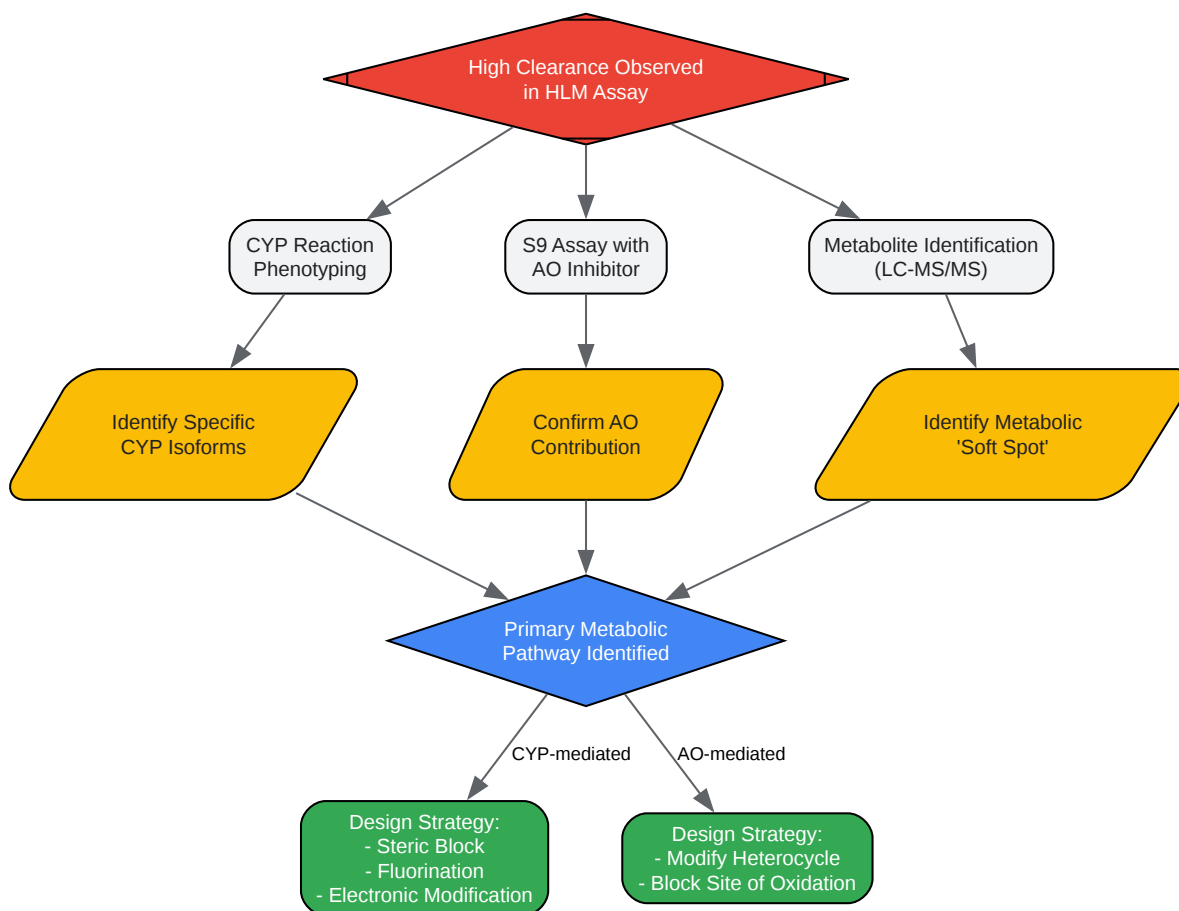 High Clearance Observed
in HLM Assay
CYP Reaction
Phenotyping
S9 Assay with
AO Inhibitor
Metabolite Identification
(LC-MS/MS)
Identify Specific
CYP Isoforms
Confirm AO
Contribution
Identify Metabolic
'Soft Spot'
Primary Metabolic
Pathway Identified
CYP-mediated
AO-mediated
Design Strategy:
- Steric Block
- Fluorination
- Electronic Modification
Design Strategy:
- Modify Heterocycle
- Block Site of Oxidation